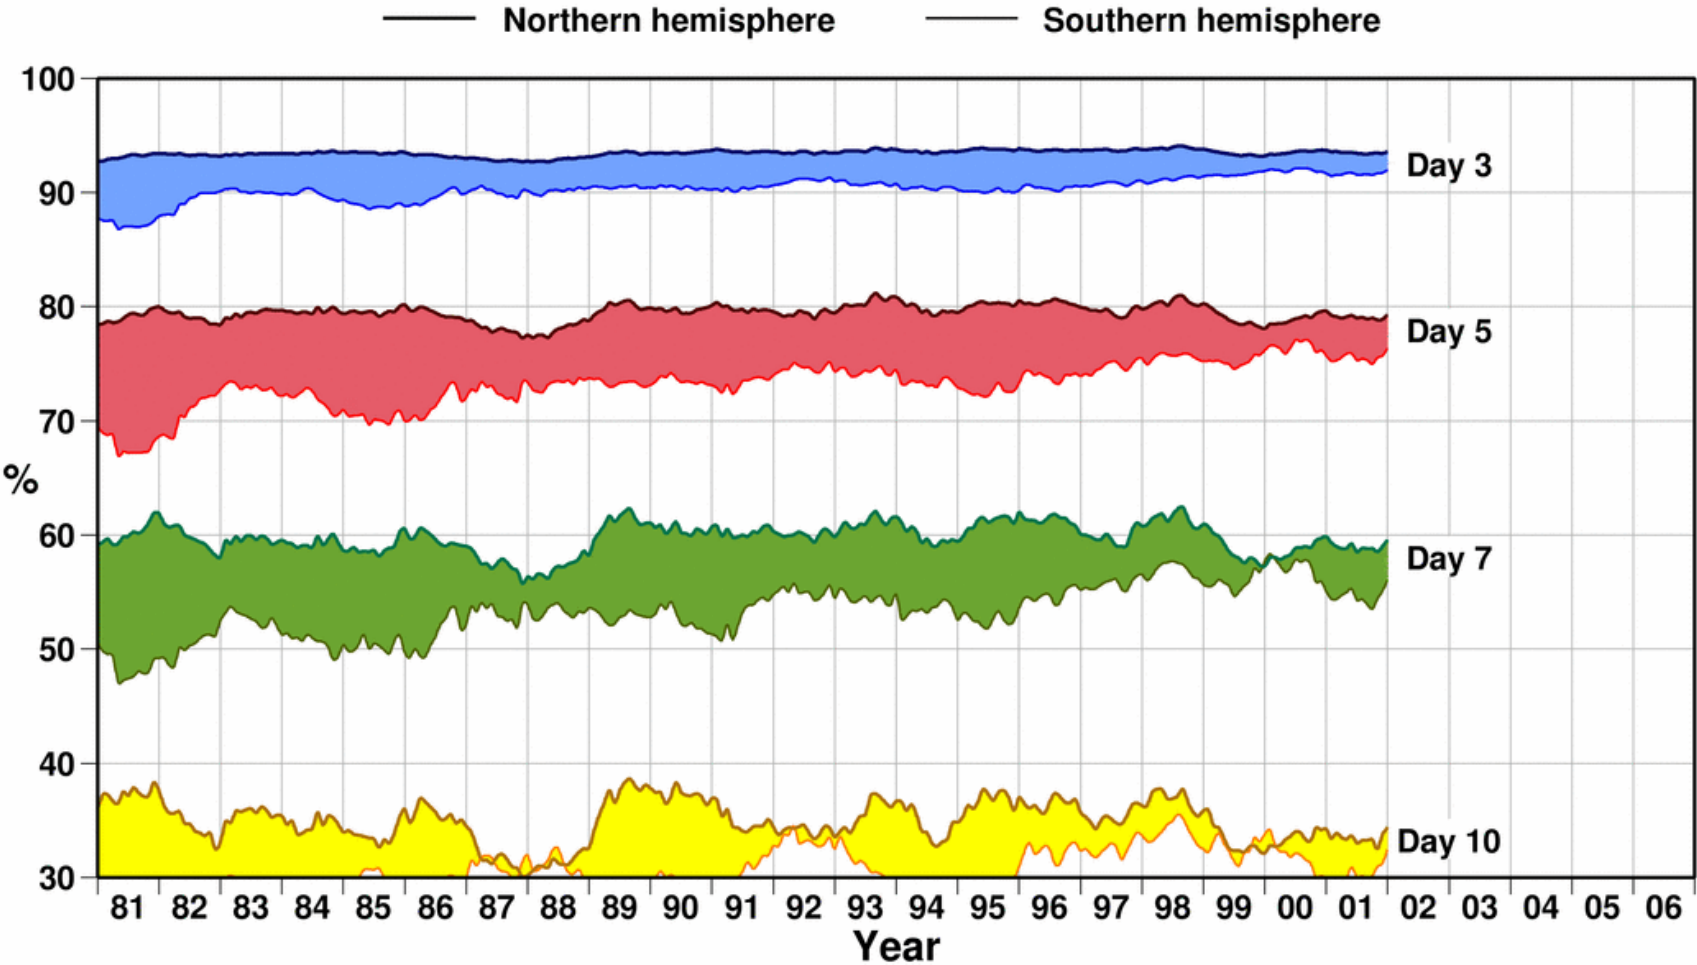 Northern hemisphere Southern hemisphere
100
90
80
70
%
60
50
40
30
Day 3
Day 5
Day 7
Day 10
81 82 83 84 85 86 87 88 89 90 91 92 93 94 95 96 97 98 99 00 01 02 03 04 05 06
Year